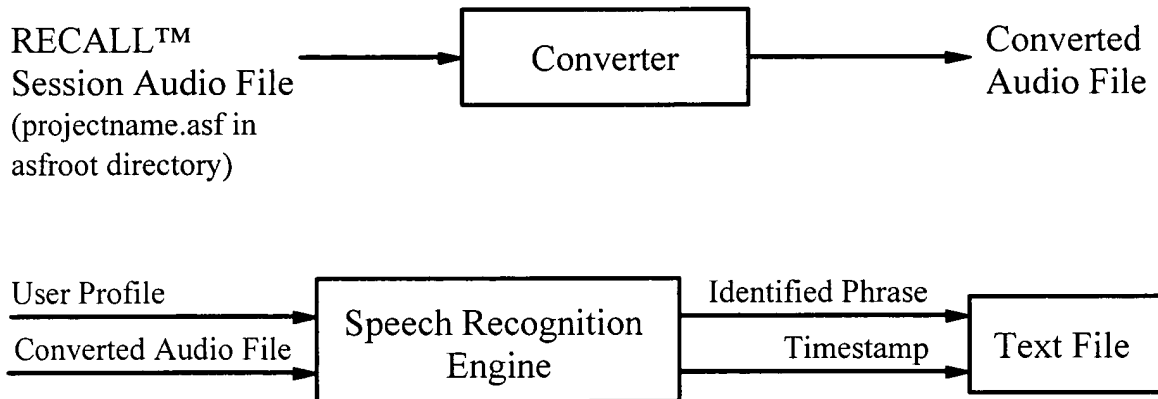 RECALL™
Session Audio File
(projectname.asf in
asfroot directory)
Converter
Converted
Audio File
User Profile
Converted Audio File
Speech Recognition
Engine
Identified Phrase
Timestamp
Text File